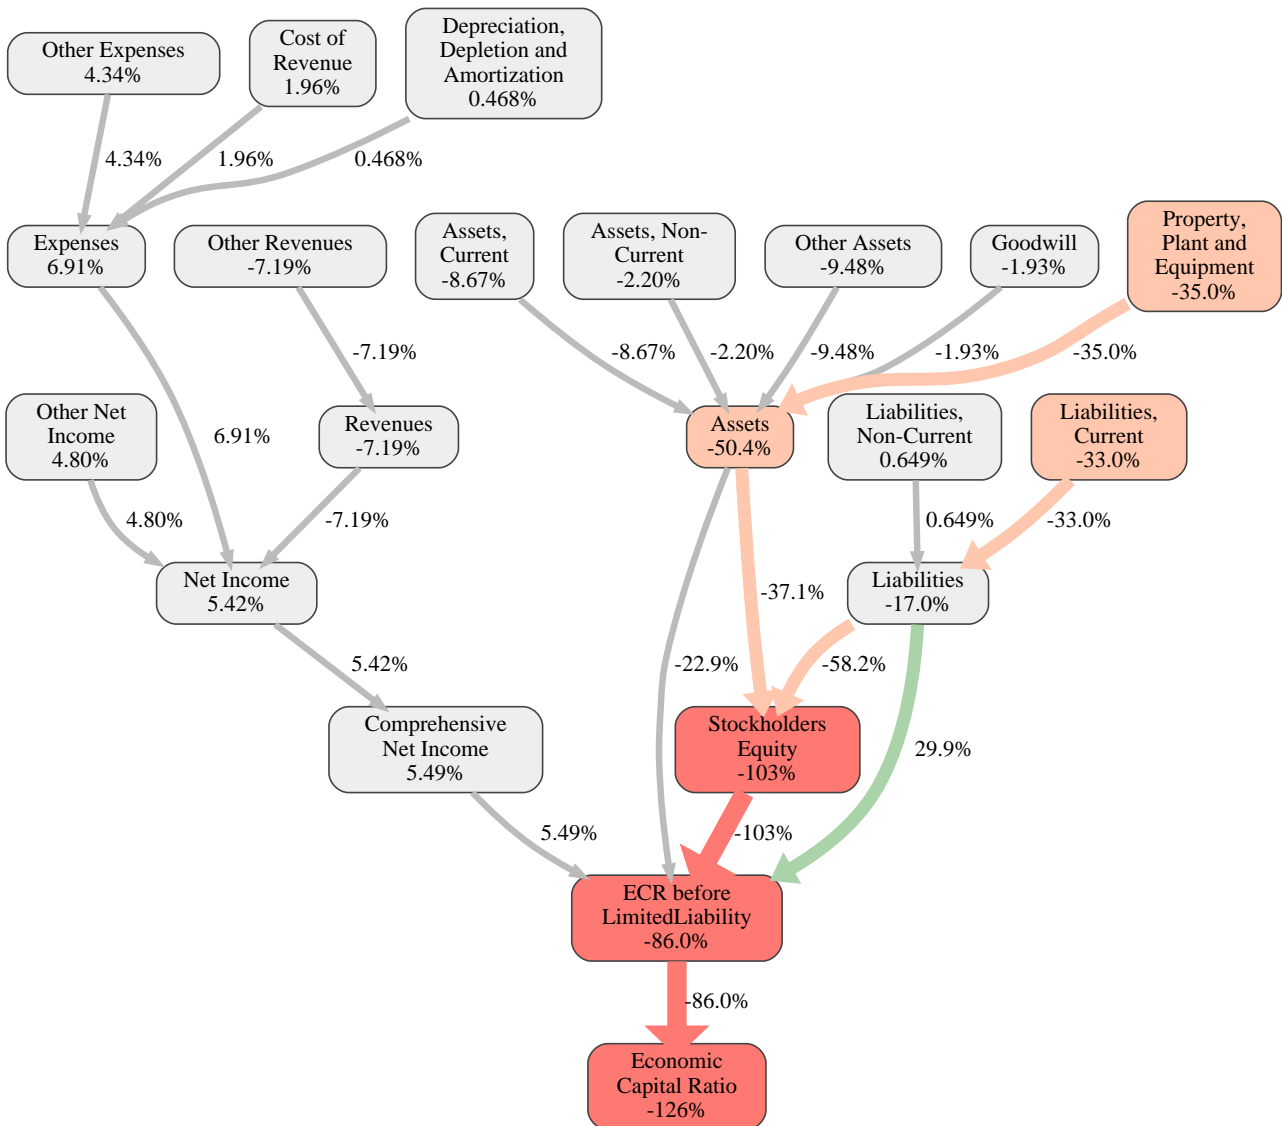 Other Expenses
4.34%
Cost of
Revenue
1.96%
Depreciation,
Depletion and
Amortization
0.468%
4.34%
1.96%
0.468%
Expenses
6.91%
Other Revenues
-7.19%
Assets,
Current
-8.67%
Assets, Non-
Current
-2.20%
Other Assets
-9.48%
Goodwill
-1.93%
Property,
Plant and
Equipment
-35.0%
-7.19%
-8.67%
-2.20%
-9.48%
-1.93%
-35.0%
Other Net
Income
4.80%
6.91%
Revenues
-7.19%
Assets
-50.4%
Liabilities,
Non-Current
0.649%
Liabilities,
Current
-33.0%
4.80%
-7.19%
0.649%
-33.0%
Net Income
5.42%
-37.1%
Liabilities
-17.0%
5.42%
-22.9%
-58.2%
Comprehensive
Net Income
5.49%
Stockholders
Equity
-103%
29.9%
5.49%
-103%
ECR before
LimitedLiability
-86.0%
-86.0%
Economic
Capital Ratio
-126%